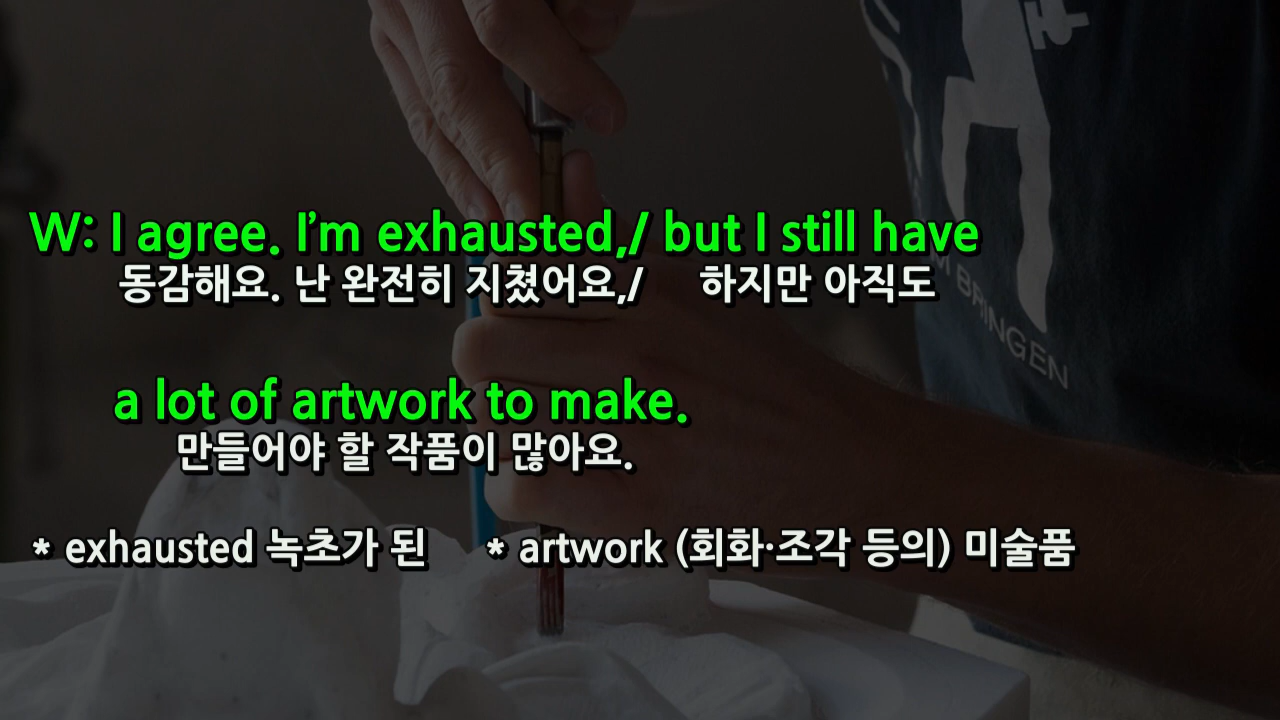 W: I agree. I'm exhausted,/ but I still have
동감해요. 난 완전히 지쳤어요,/ 하지만 아직도
a lot of artwork to make.
만들어야 할 작품이 많아요.
* exhausted 녹초가 된 * artwork (회화·조각 등의) 미술품
BRINGEN